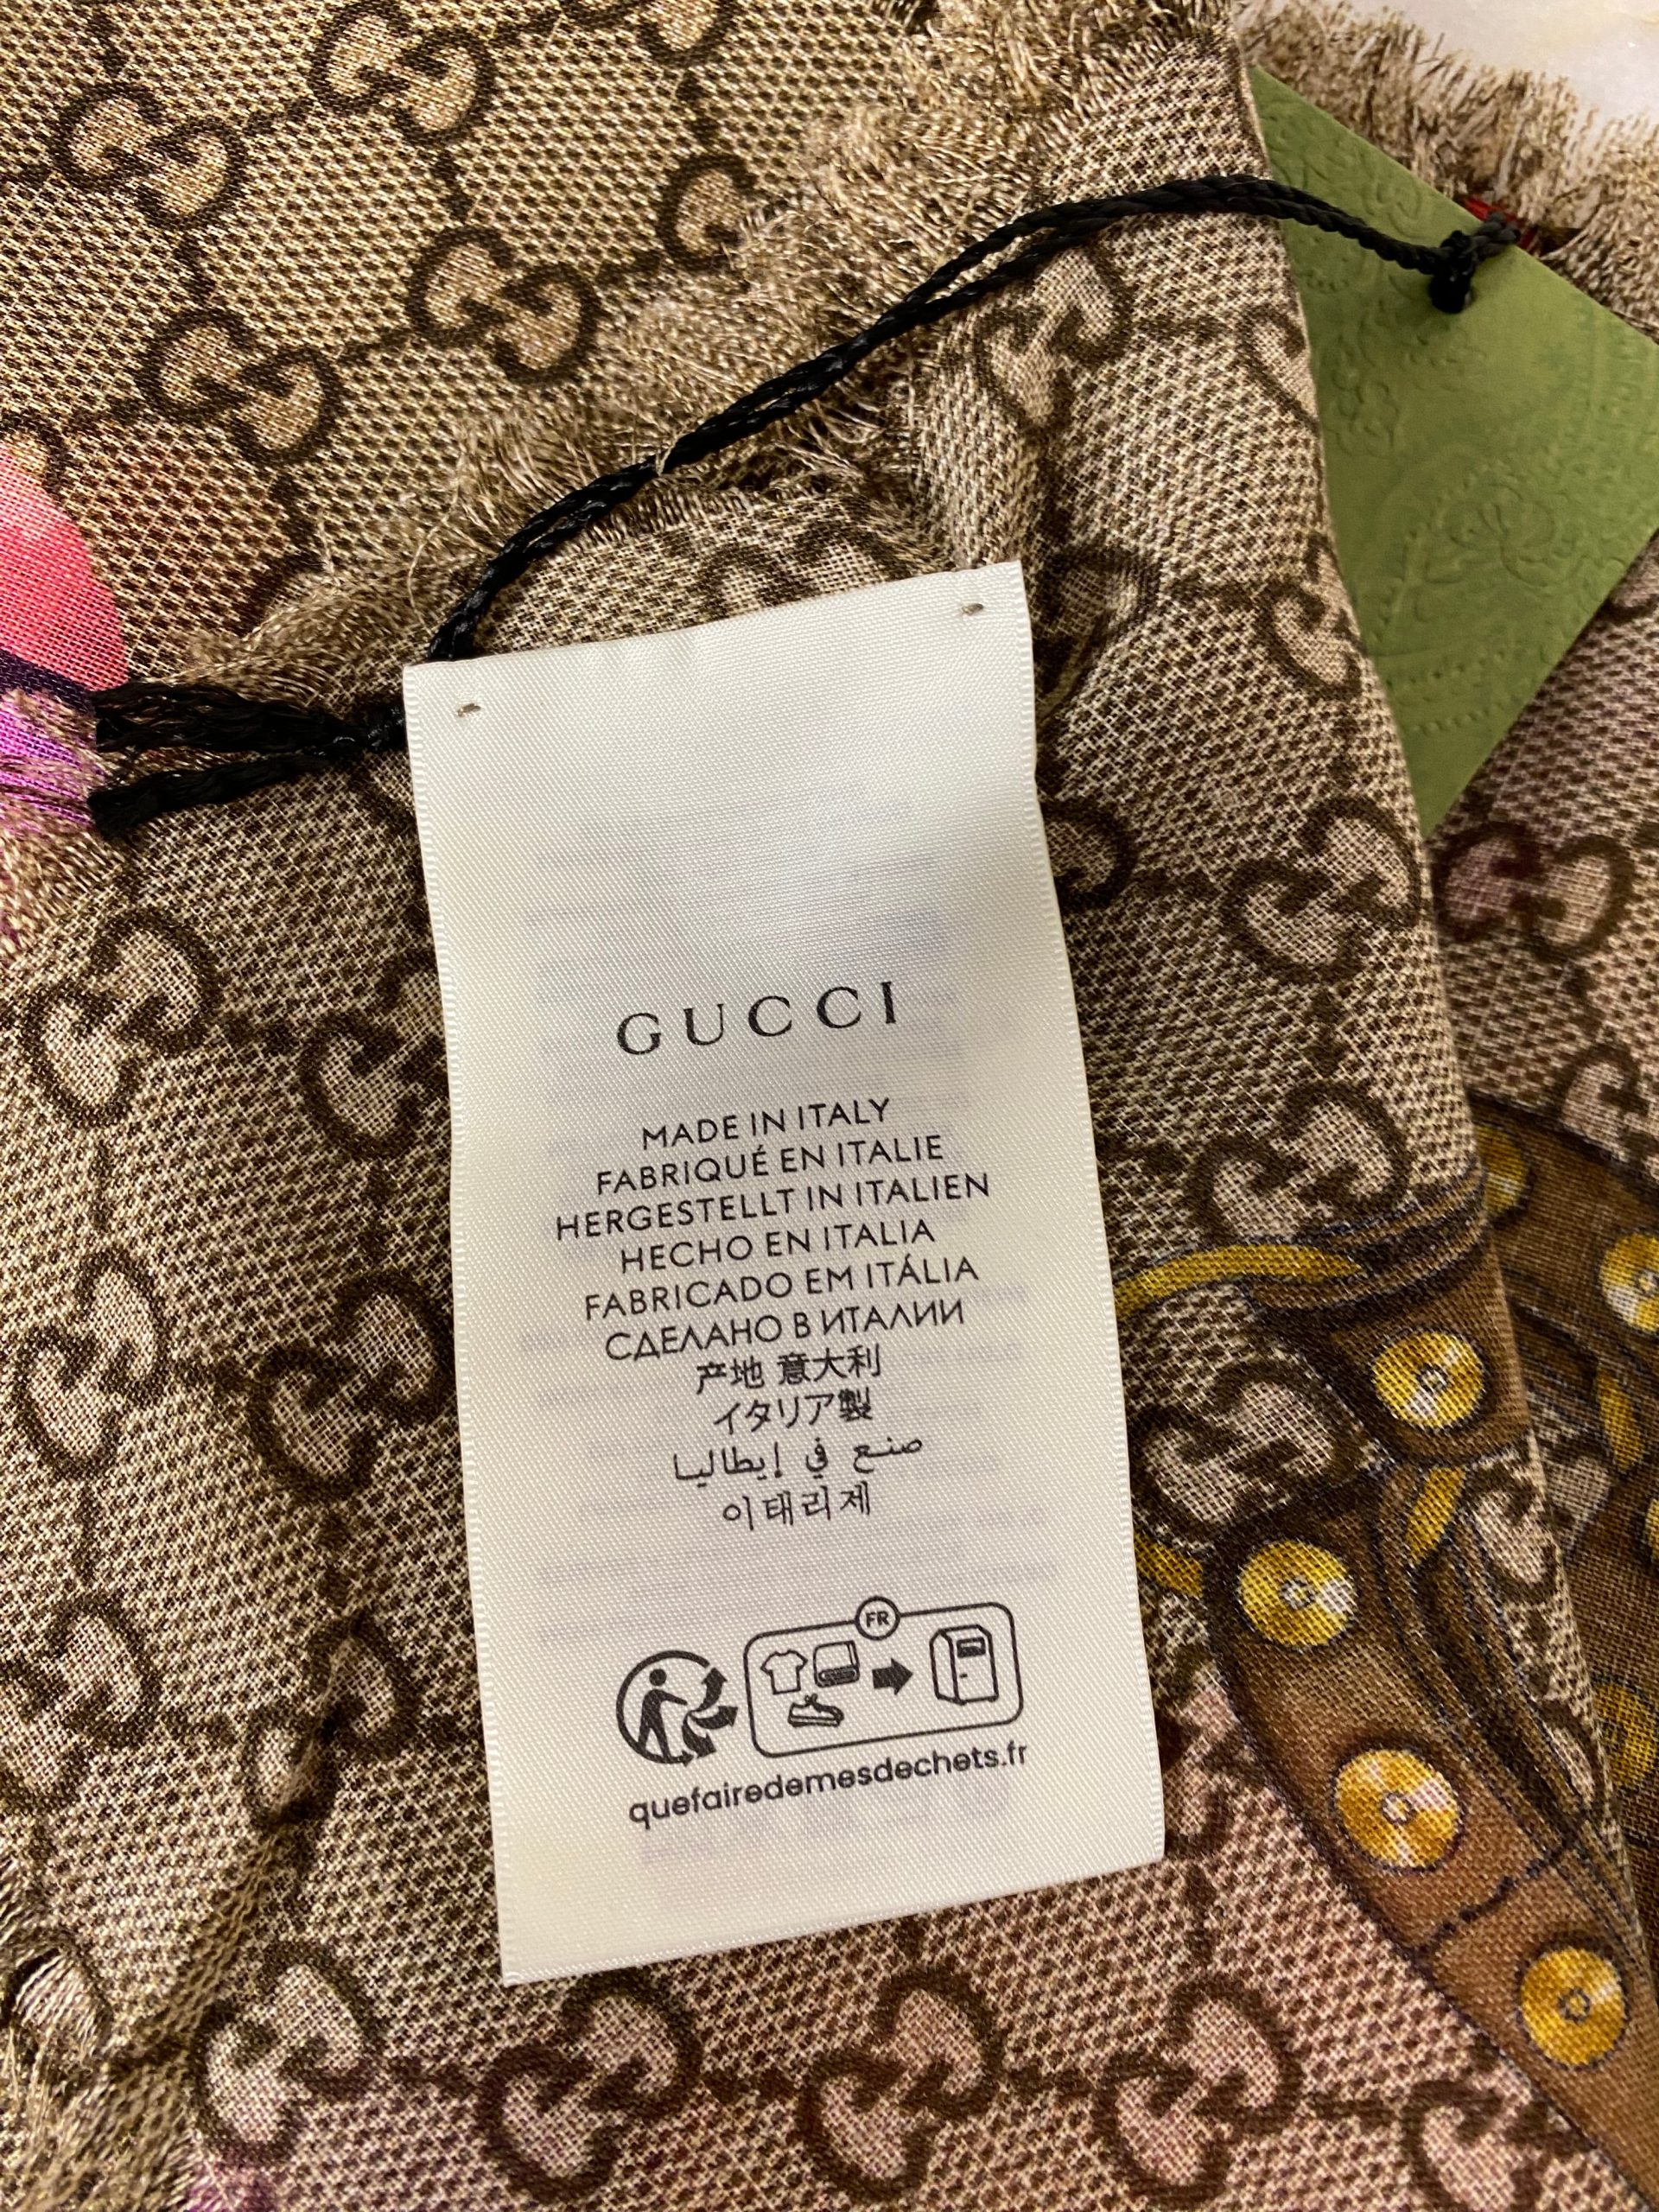 GUCCI
MADE IN ITALY
FABRIQUÉ EN ITALIE
HERGESTELLT IN ITALIEN
HECHO EN ITALIA
FABRICADO EM ITÁLIA
СДЕЛАНО В ИТАЛИИ
产地 意大利
イタリア製
صنع في إيطاليا
이태리제
FR
quefairedemesdechets.fr